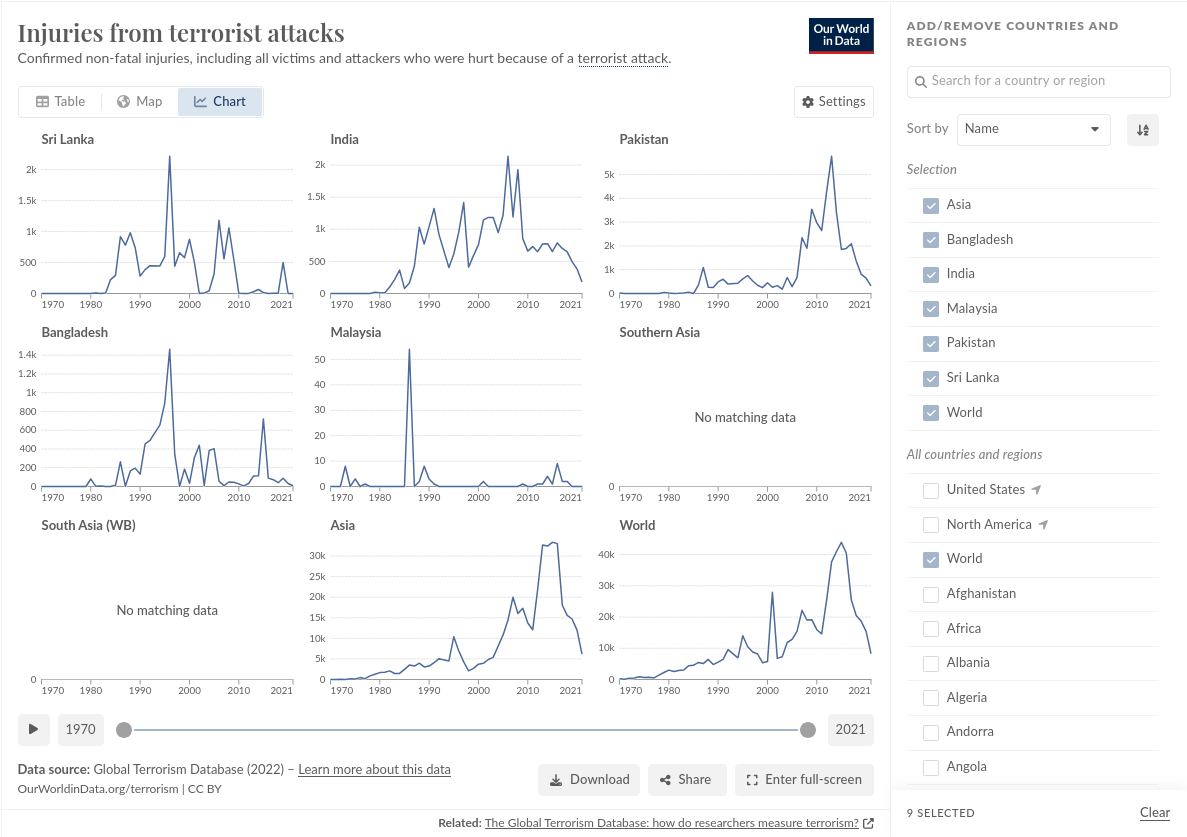 Injuries from terrorist attacks
Confirmed non-fatal injuries, including all victims and attackers who were hurt because of a terrorist attack.
Our World
in Data
Table
Map
Chart
Settings
Sri Lanka
2k
1.5k
1k
500
0
1970 1980 1990 2000 2010 2021
India
2k
1.5k
1k
500
0
1970 1980 1990 2000 2010 2021
Pakistan
5k
4k
3k
2k
1k
0
1970 1980 1990 2000 2010 2021
Bangladesh
1.4k
1.2k
1k
800
600
400
200
0
1970 1980 1990 2000 2010 2021
Malaysia
50
40
30
20
10
0
1970 1980 1990 2000 2010 2021
Southern Asia
No matching data
0
1970 1980 1990 2000 2010 2021
South Asia (WB)
No matching data
0
1970 1980 1990 2000 2010 2021
Asia
30k
25k
20k
15k
10k
5k
0
1970 1980 1990 2000 2010 2021
World
40k
30k
20k
10k
0
1970 1980 1990 2000 2010 2021
1970
2021
Data source: Global Terrorism Database (2022) – Learn more about this data
OurWorldinData.org/terrorism | CC BY
Download
Share
Enter full-screen
Related: The Global Terrorism Database: how do researchers measure terrorism?
ADD/REMOVE COUNTRIES AND
REGIONS
Search for a country or region
Sort by
Name
Selection
Asia
Bangladesh
India
Malaysia
Pakistan
Sri Lanka
World
All countries and regions
United States
North America
World
Afghanistan
Africa
Albania
Algeria
Andorra
Angola
9 SELECTED
Clear